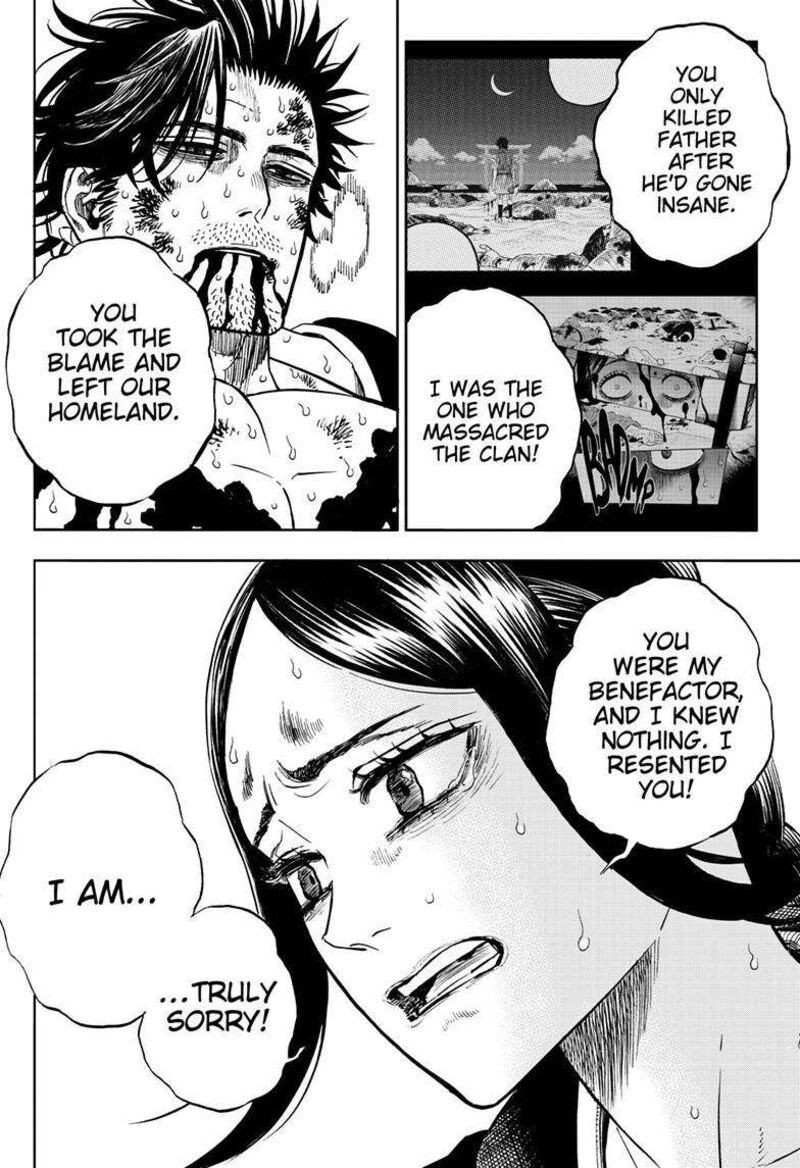 YOU
ONLY
KILLED
FATHER
AFTER
HE'D GONE
INSANE.
I WAS THE
ONE WHO
MASSACRED
THE CLAN!
BADMP
YOU
TOOK THE
BLAME AND
LEFT OUR
HOMELAND.
YOU
WERE MY
BENEFACTOR,
AND I KNEW
NOTHING. I
RESENTED
YOU!
I AM...
...TRULY
SORRY!